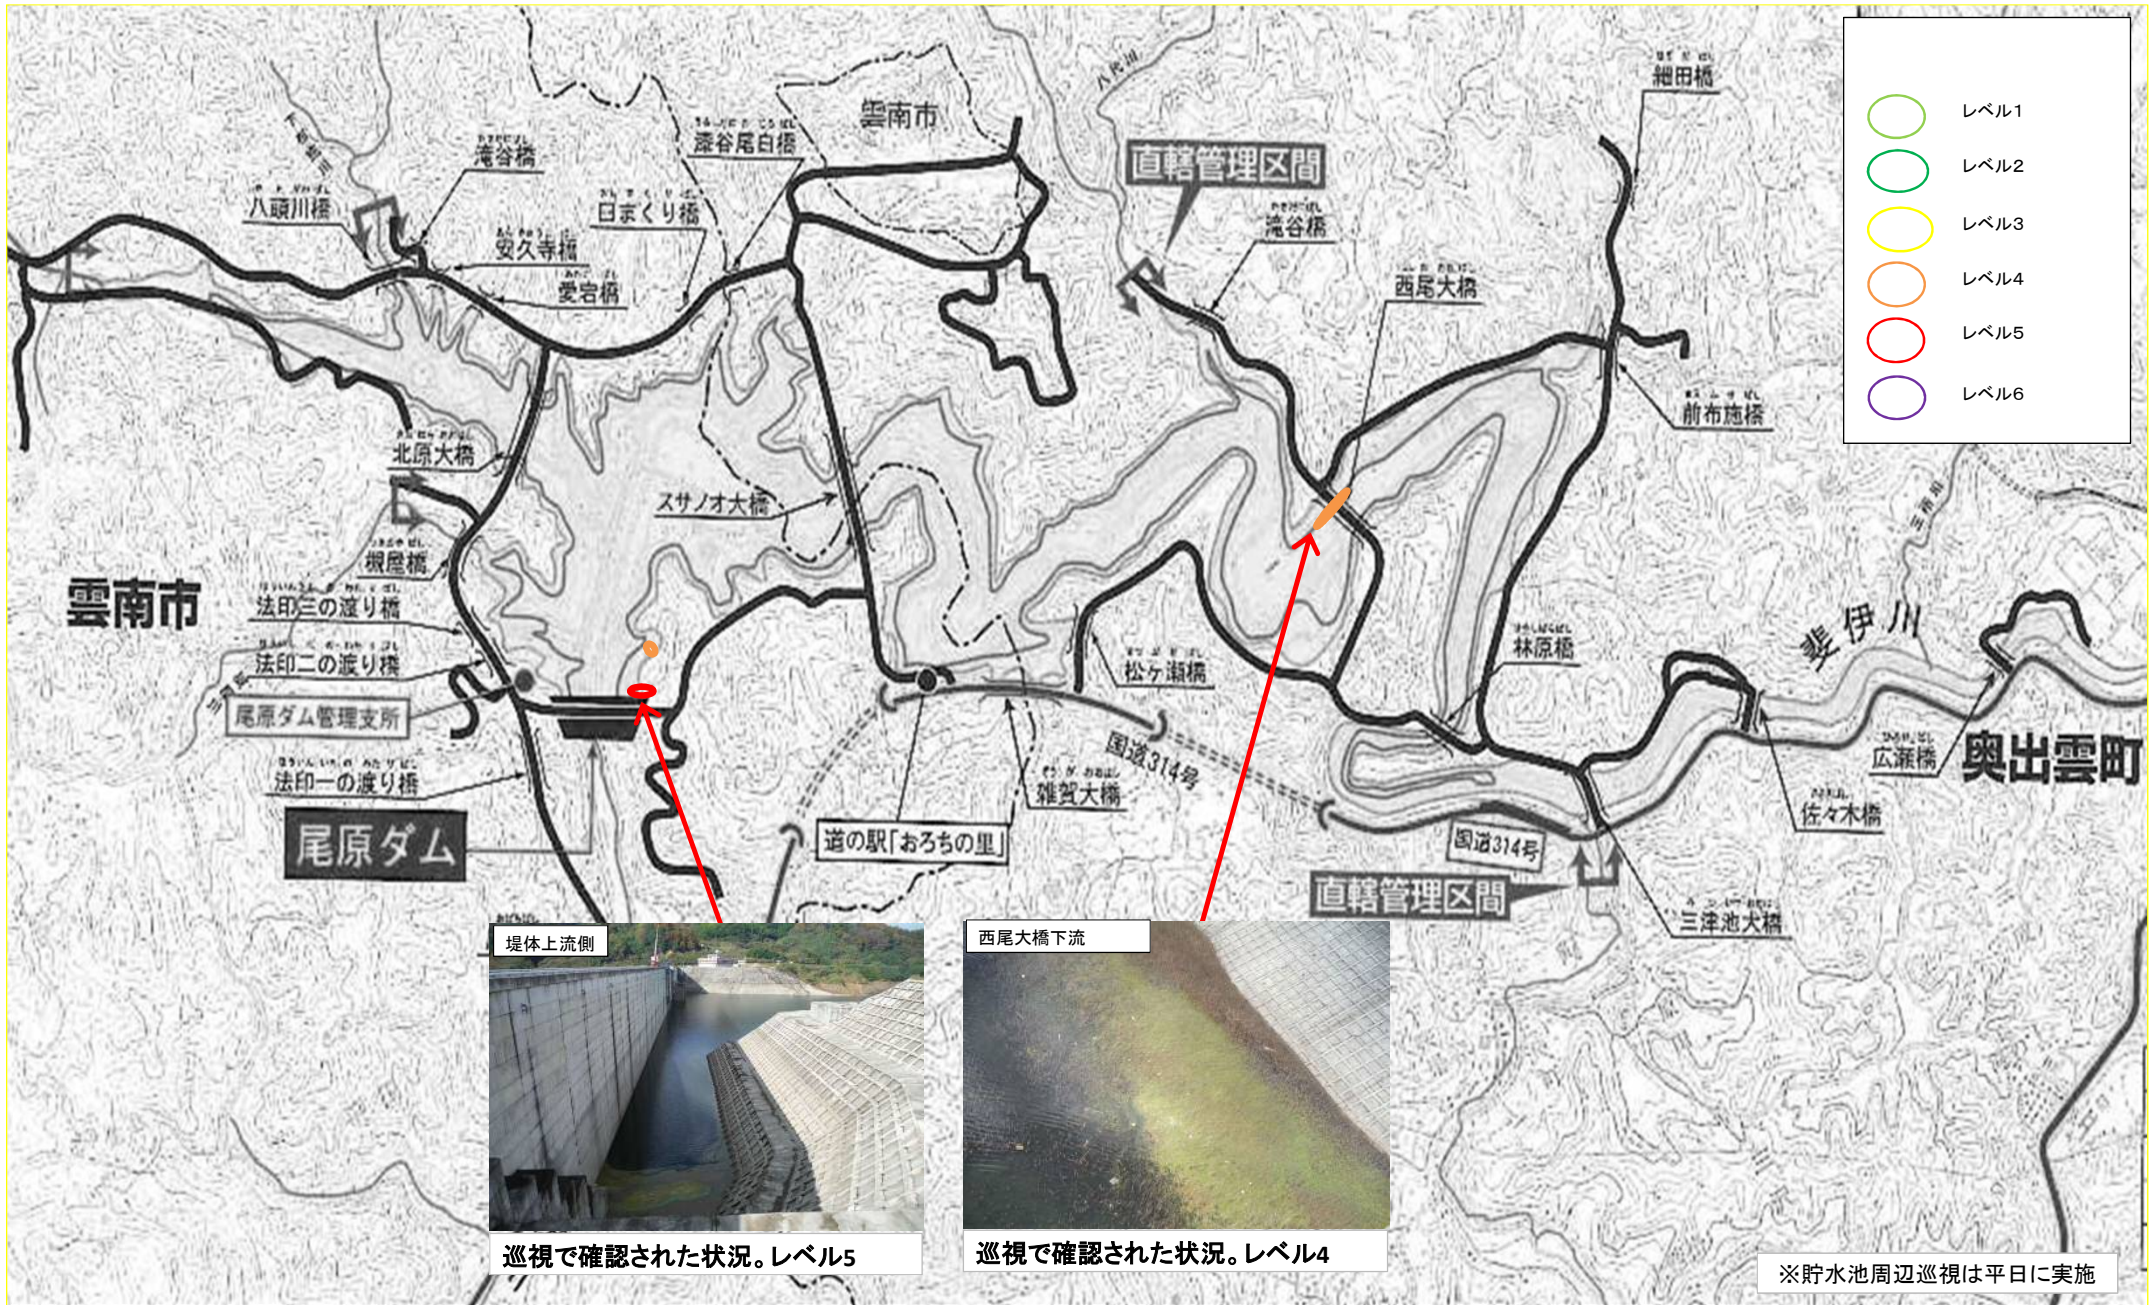 レベル1
レベル2
レベル3
レベル4
レベル5
レベル6
細田橋
雲南市
八代川
滝谷橋
漆谷尾白橋
直轄管理区間
八頭川橋
日まくり橋
安久寺橋
滝谷橋
愛宕橋
西尾大橋
前布施橋
北原大橋
スサノオ大橋
槻屋橋
雲南市
法印三の渡り橋
斐伊川
林原橋
法印二の渡り橋
松ヶ瀬橋
尾原ダム管理支所
国道314号
広瀬橋
奥出雲町
法印一の渡り橋
雑賀大橋
佐々木橋
尾原ダム
道の駅「おろちの里」
国道314号
直轄管理区間
三津池大橋
堤体上流側
西尾大橋下流
巡視で確認された状況。レベル5
巡視で確認された状況。レベル4
※貯水池周辺巡視は平日に実施